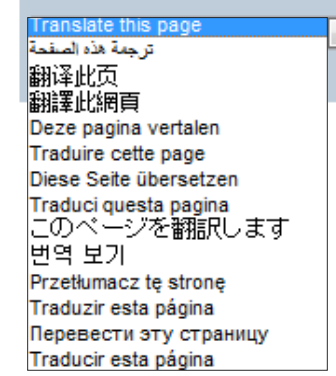 Translate this page
ترجمة هذه الصفحة
翻译此页
翻譯此網頁
Deze pagina vertalen
Traduire cette page
Diese Seite übersetzen
Traduci questa pagina
このページを翻訳します
번역 보기
Przetłumacz tę stronę
Traduzir esta página
Перевести эту страницу
Traducir esta página